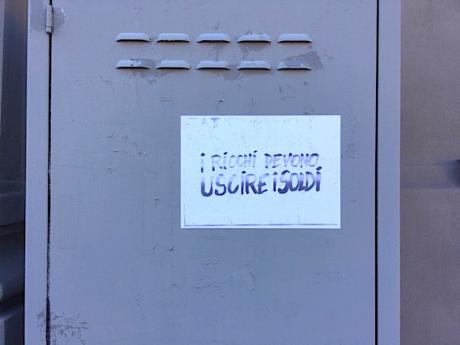 i RiCCHi DEVONO
USCIRE i SOLDi